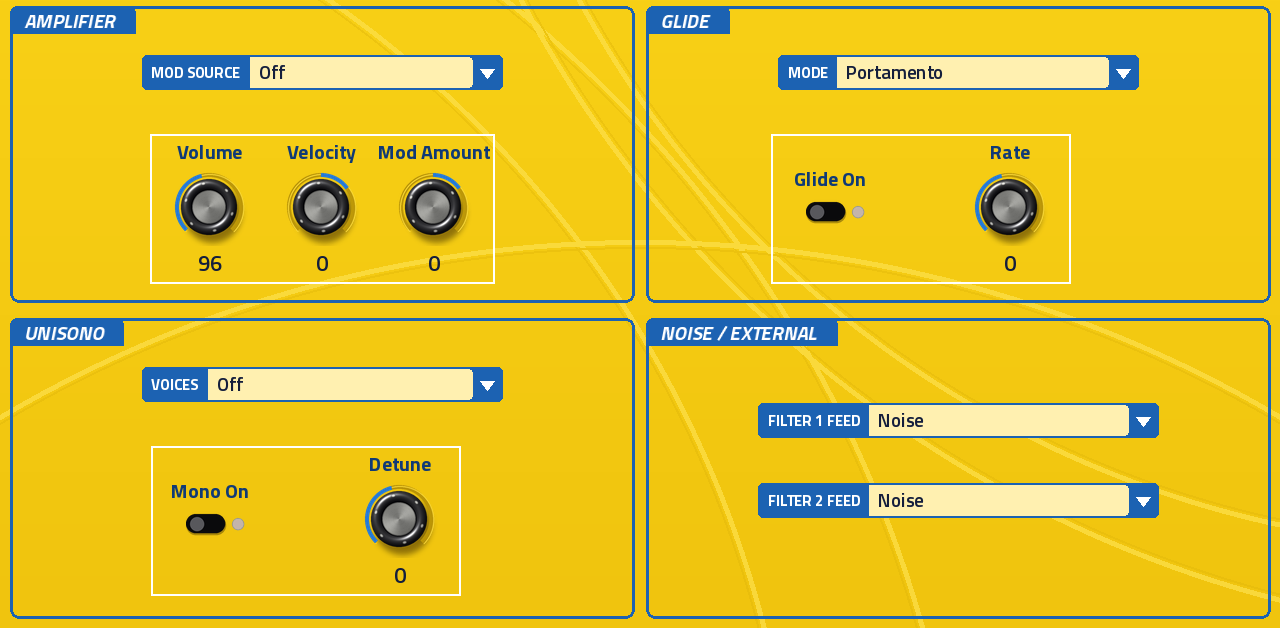 AMPLIFIER
MOD SOURCE Off
Volume Velocity Mod Amount
96 0 0
GLIDE
MODE Portamento
Glide On
Rate
0
UNISONO
VOICES Off
Mono On
Detune
0
NOISE / EXTERNAL
FILTER 1 FEED Noise
FILTER 2 FEED Noise